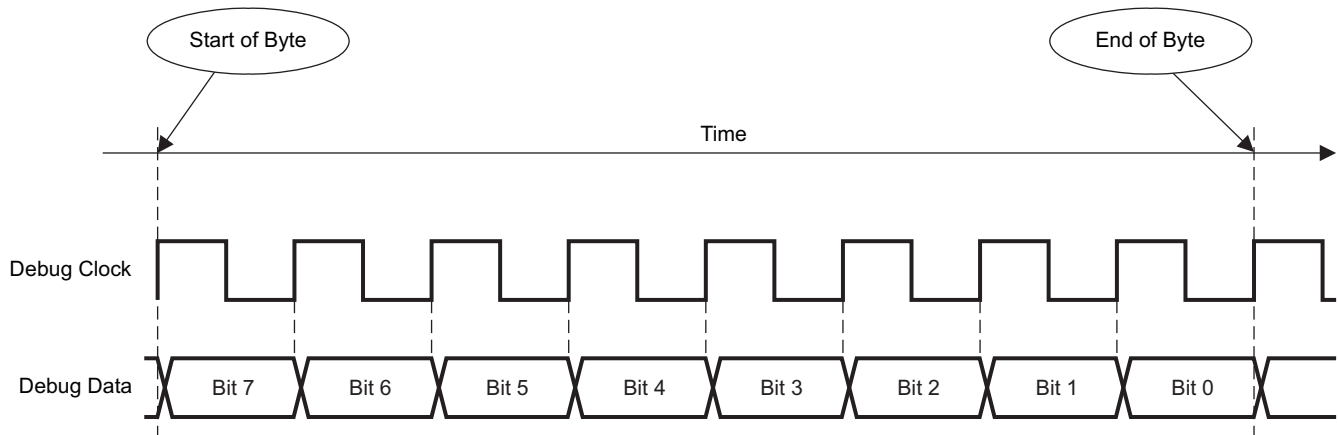 Start of Byte
End of Byte
Time
Debug Clock
Debug Data
Bit 7
Bit 6
Bit 5
Bit 4
Bit 3
Bit 2
Bit 1
Bit 0